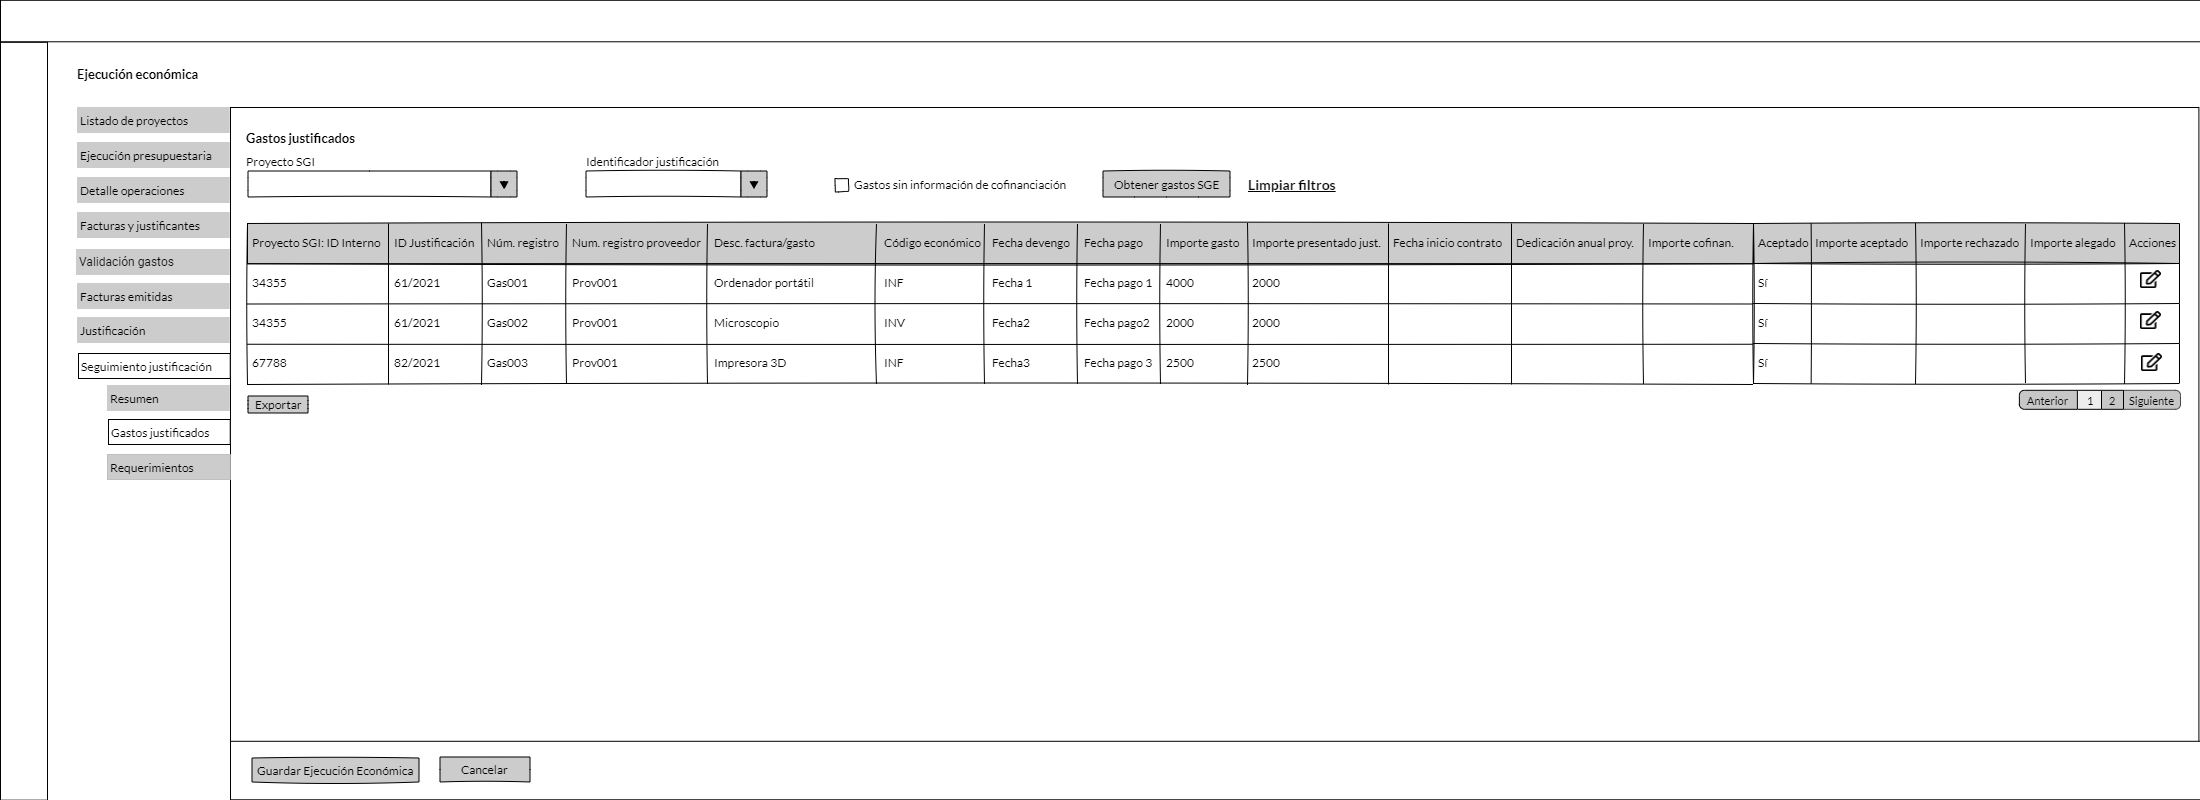 Ejecución económica
Listado de proyectos
Ejecución presupuestaria
Detalle operaciones
Facturas y justificantes
Validación gastos
Facturas emitidas
Justificación
Seguimiento justificación
Resumen
Gastos justificados
Requerimientos
Gastos justificados
Proyecto SGI Identificador justificación
Gastos sin información de cofinanciación Obtener gastos SGE Limpiar filtros
Proyecto SGI: ID Interno ID Justificación Núm. registro Num. registro proveedor Desc. factura/gasto Código económico Fecha devengo Fecha pago Importe gasto Importe presentado just. Fecha inicio contrato Dedicación anual proy. Importe cofinan. Aceptado Importe aceptado Importe rechazado Importe alegado Acciones
34355 61/2021 Gas001 Prov001 Ordenador portátil INF Fecha 1 Fecha pago 1 4000 2000 Sí
34355 61/2021 Gas002 Prov001 Microscopio INV Fecha2 Fecha pago2 2000 2000 Sí
67788 82/2021 Gas003 Prov001 Impresora 3D INF Fecha3 Fecha pago 3 2500 2500 Sí
Exportar Anterior 1 2 Siguiente
Guardar Ejecución Económica Cancelar